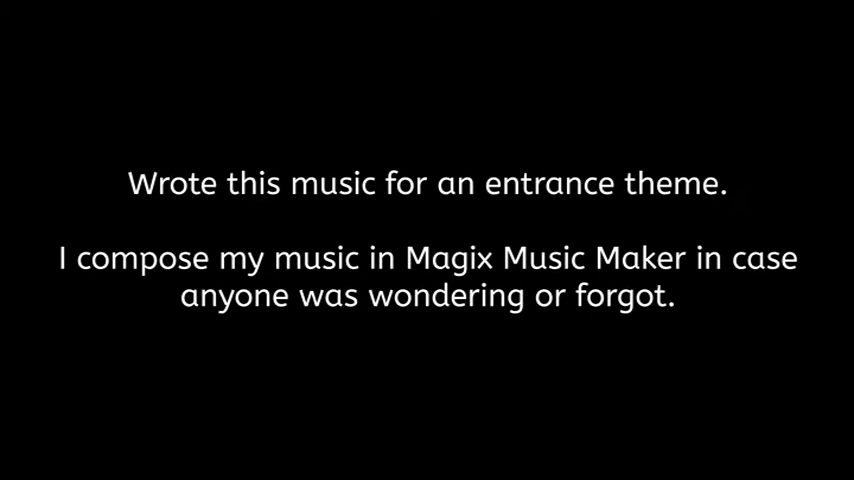 Wrote this music for an entrance theme.
I compose my music in Magix Music Maker in case
anyone was wondering or forgot.